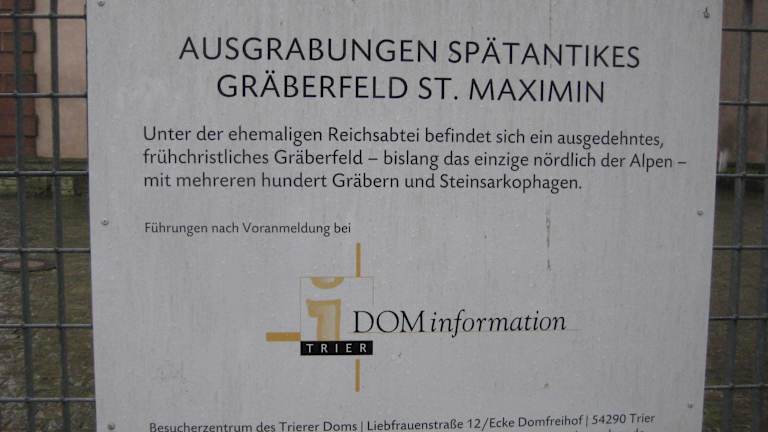 AUSGRABUNGEN SPÄTANTIKES
GRÄBERFELD ST. MAXIMIN
Unter der ehemaligen Reichsabtei befindet sich ein ausgedehntes,
frühchristliches Gräberfeld – bislang das einzige nördlich der Alpen –
mit mehreren hundert Gräbern und Steinsarkophagen.
Führungen nach Voranmeldung bei
i
DOM information
TRIER
Besucherzentrum des Trierer Doms | Liebfrauenstraße 12/Ecke Domfreihof | 54290 Trier